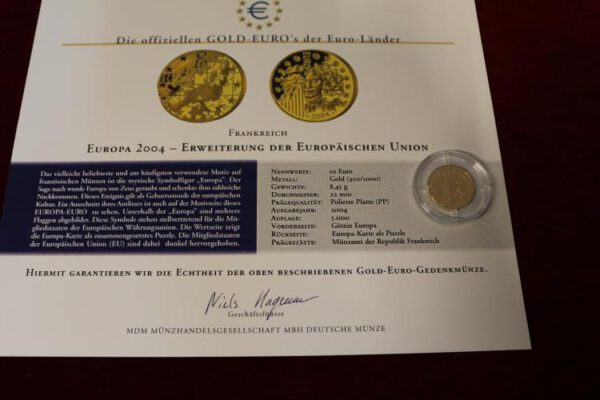 Die offiziellen GOLD-EURO's der Euro-Länder
Frankreich
Europa 2004 – Erweiterung der Europäischen Union
Das vielleicht beliebteste und am häufigsten verwendete Motiv auf
französischen Münzen ist die mytische Symbolfigur „Europa“. Der
Sage nach wurde Europa von Zeus geraubt und schenkte ihm zahlreiche
Nachkommen. Dieses Ereignis gilt als Geburtsstunde der europäischen
Kultur. Ein Ausschnitt ihres Antlitzes ist auch auf der Motivseite dieses
EUROPA-EURO zu sehen. Unterhalb der „Europa“ sind mehrere
Flaggen abgebildet. Diese Symbole stehen stellvertretend für die Mit-
gliedstaaten der Europäischen Währungsunion. Die Wertseite zeigt
die Europa-Karte als zusammengesetztes Puzzle. Die Mitgliedstaaten
der Europäischen Union (EU) sind dabei dunkel hervorgehoben.
Nennwerte: 10 Euro
Metall: Gold (920/1000)
Gewichte: 8,45 g
Durchmesser: 22 mm
Prägequalität: Polierte Platte (PP)
Ausgabejahr: 2004
Auflage: 5.000
Vorderseite: Göttin Europa
Rückseite: Europa-Karte als Puzzle
Prägestätte: Münzamt der Republik Frankreich
Hiermit garantieren wir die Echtheit der oben beschriebenen Gold-Euro-Gedenkmünze.
Niels Hagemann
Geschäftsführer
MDM Münzhandelsgesellschaft mbH Deutsche Münze